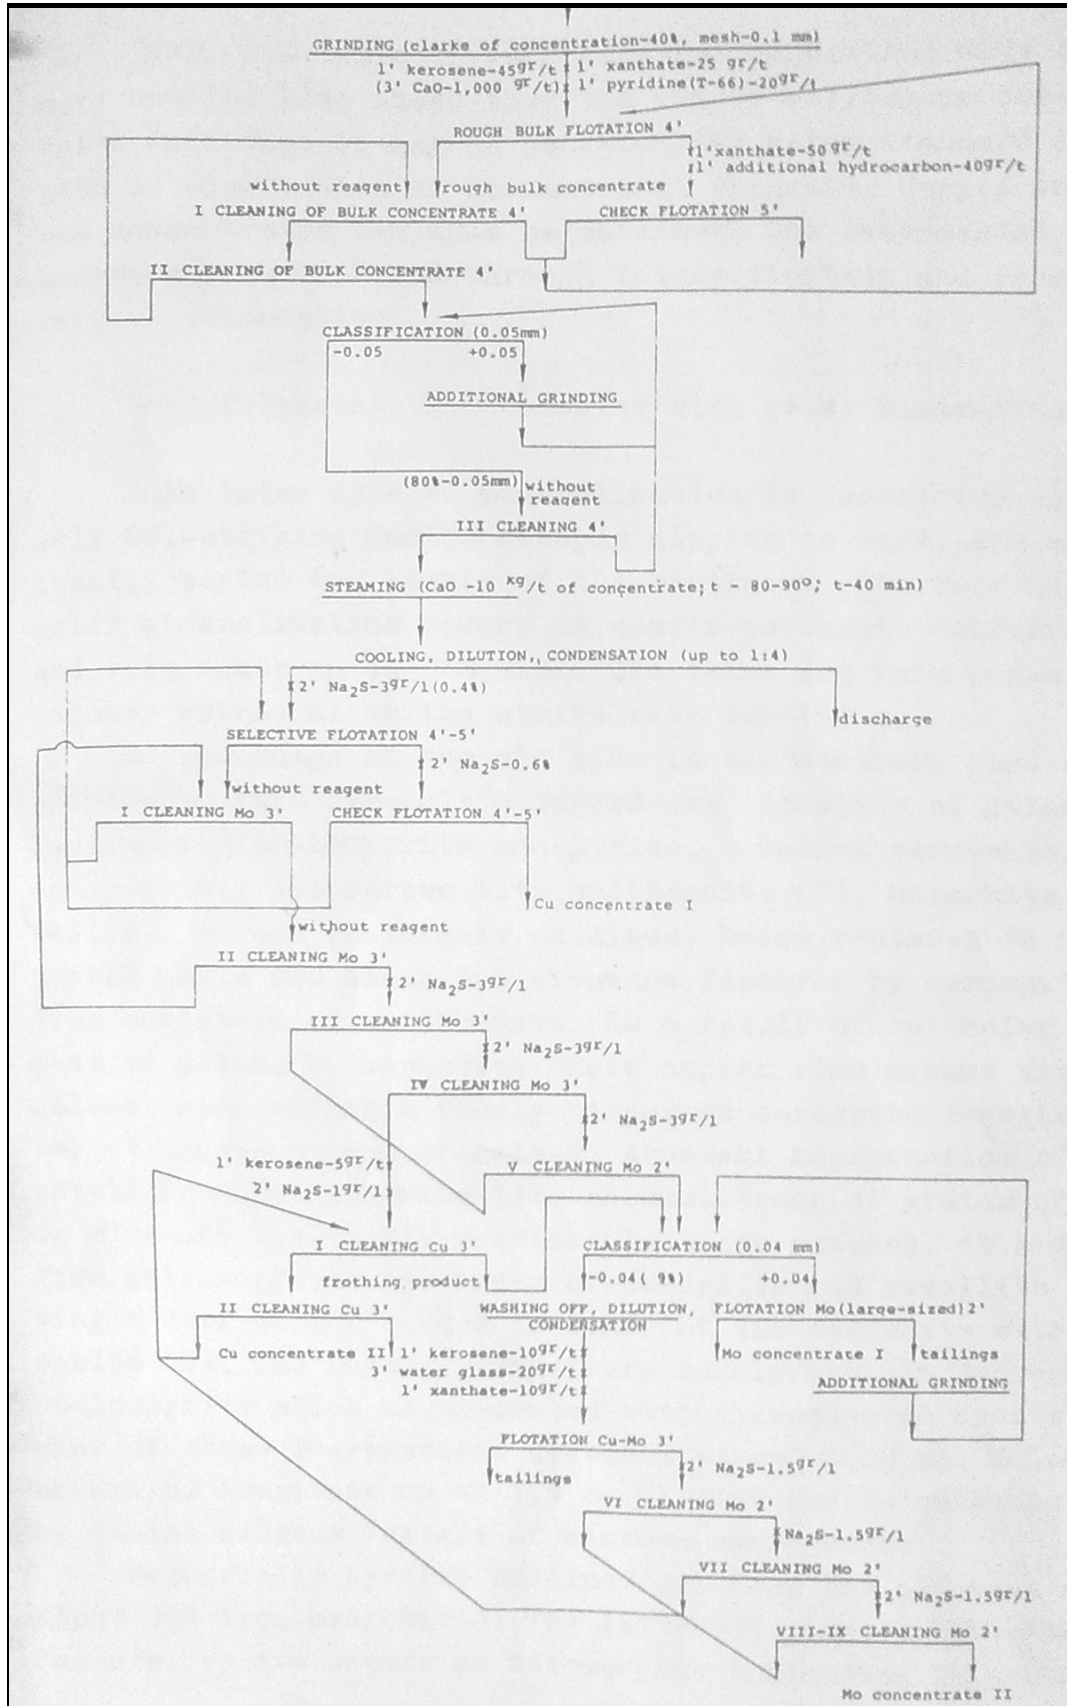 GRINDING (clarke of concentration-40%, mesh-0.1 mm)
1' kerosene-45gr/t 1' xanthate-25 gr/t
(3' CaO-1,000 gr/t) 1' pyridine(T-66)-20gr/t
ROUGH BULK FLOTATION 4'
1'xanthate-50gr/t
1' additional hydrocarbon-40gr/t
without reagent rough bulk concentrate
I CLEANING OF BULK CONCENTRATE 4' CHECK FLOTATION 5'
II CLEANING OF BULK CONCENTRATE 4'
CLASSIFICATION (0.05mm)
-0.05 +0.05
ADDITIONAL GRINDING
(80%-0.05mm) without
reagent
III CLEANING 4'
STEAMING (CaO -10 kg/t of concentrate; t - 80-90°; t-40 min)
COOLING, DILUTION, CONDENSATION (up to 1:4)
2' Na2S-3gr/l(0.4%)
discharge
SELECTIVE FLOTATION 4'-5'
2' Na2S-0.6%
without reagent
I CLEANING Mo 3' CHECK FLOTATION 4'-5'
Cu concentrate I
without reagent
II CLEANING Mo 3'
2' Na2S-3gr/l
III CLEANING Mo 3'
2' Na2S-3gr/l
IV CLEANING Mo 3'
2' Na2S-3gr/l
1' kerosene-5gr/t V CLEANING Mo 2'
2' Na2S-1gr/l
I CLEANING Cu 3' CLASSIFICATION (0.04 mm)
frothing product -0.04( 9%) +0.04
II CLEANING Cu 3' WASHING OFF, DILUTION, FLOTATION Mo(large-sized)2'
CONDENSATION
Cu concentrate II 1' kerosene-10gr/t Mo concentrate I tailings
3' water glass-20gr/t
1' xanthate-10gr/t ADDITIONAL GRINDING
FLOTATION Cu-Mo 3'
tailings 2' Na2S-1.5gr/l
VI CLEANING Mo 2'
Na2S-1.5gr/l
VII CLEANING Mo 2'
2' Na2S-1.5gr/l
VIII-IX CLEANING Mo 2'
Mo concentrate II